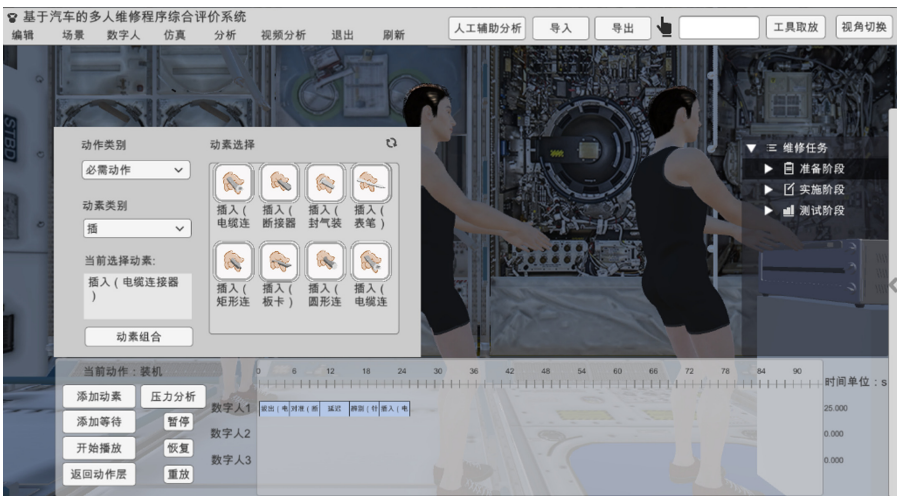 基于汽车的多人维修程序综合评价系统
编辑 场景 数字人 仿真 分析 视频分析 退出 刷新
人工辅助分析 导入 导出 工具取放 视角切换
STBD
动作类别 动素选择
必需动作
动素类别
插
当前选择动素:
插入（电缆连接器
）
动素组合
插入（ 插入（ 插入（ 插入（
电缆连 断接器 封气装 表笔）
插入（ 插入（ 插入（ 插入（
矩形连 板卡） 圆形连 电缆连
维修任务
准备阶段
实施阶段
测试阶段
当前动作：装机
0 6 12 18 24 30 36 42 48 54 60 66 72 78 84 90
时间单位：s
添加动素 压力分析
添加等待 暂停
开始播放 恢复
返回动作层 重放
数字人1 对准（断 延迟 插入（电 25.000
数字人2 0.000
数字人3 0.000